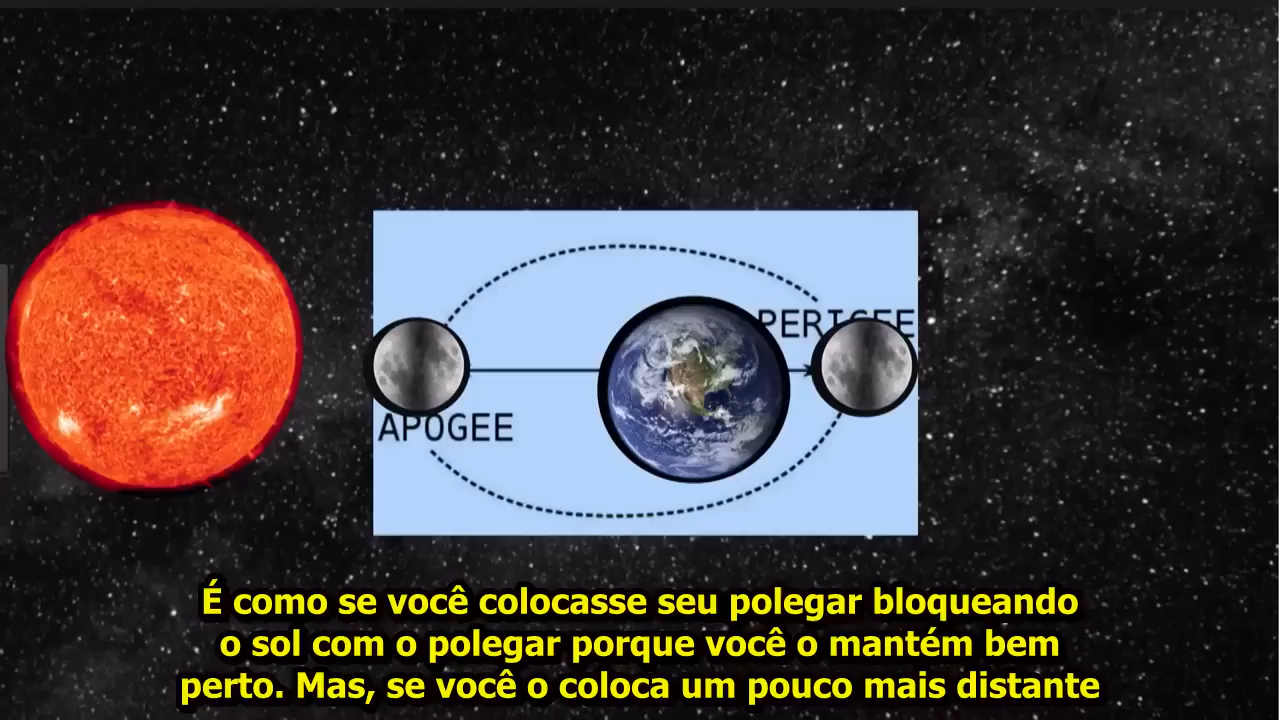 PERIGEE
APOGEE
É como se você colocasse seu polegar bloqueando
o sol com o polegar porque você o mantém bem
perto. Mas, se você o coloca um pouco mais distante